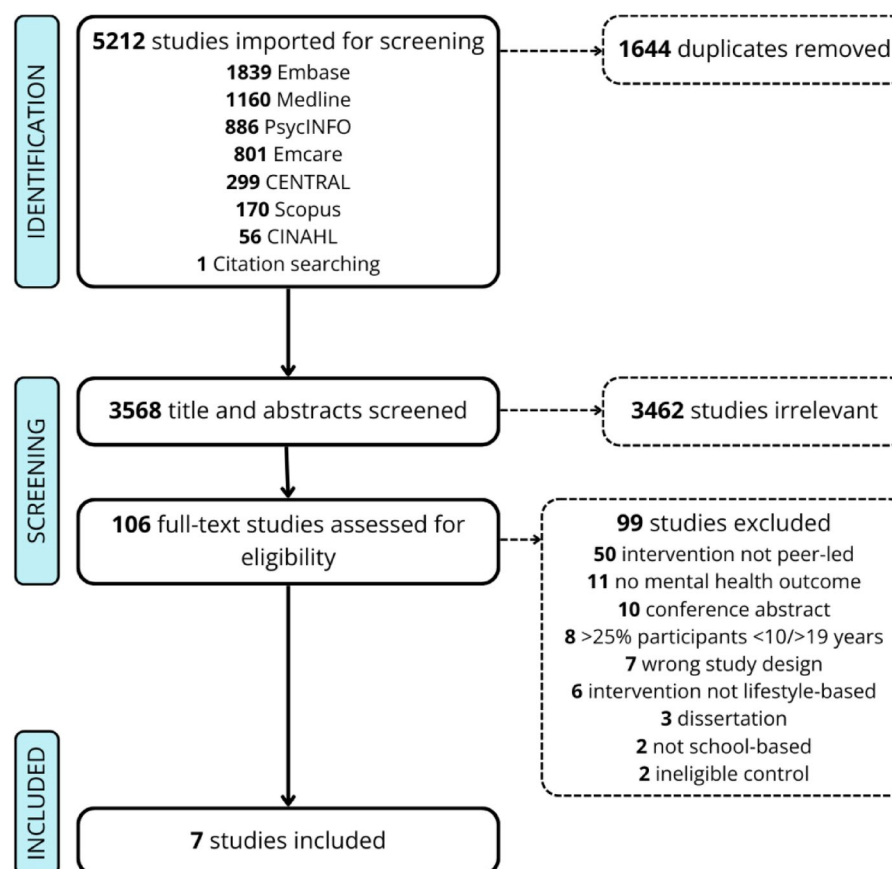 IDENTIFICATION
5212 studies imported for screening
1839 Embase
1160 Medline
886 PsycINFO
801 Emcare
299 CENTRAL
170 Scopus
56 CINAHL
1 Citation searching
1644 duplicates removed
SCREENING
3568 title and abstracts screened
3462 studies irrelevant
106 full-text studies assessed for
eligibility
99 studies excluded
50 intervention not peer-led
11 no mental health outcome
10 conference abstract
8 >25% participants <10/>19 years
7 wrong study design
6 intervention not lifestyle-based
3 dissertation
2 not school-based
2 ineligible control
INCLUDED
7 studies included